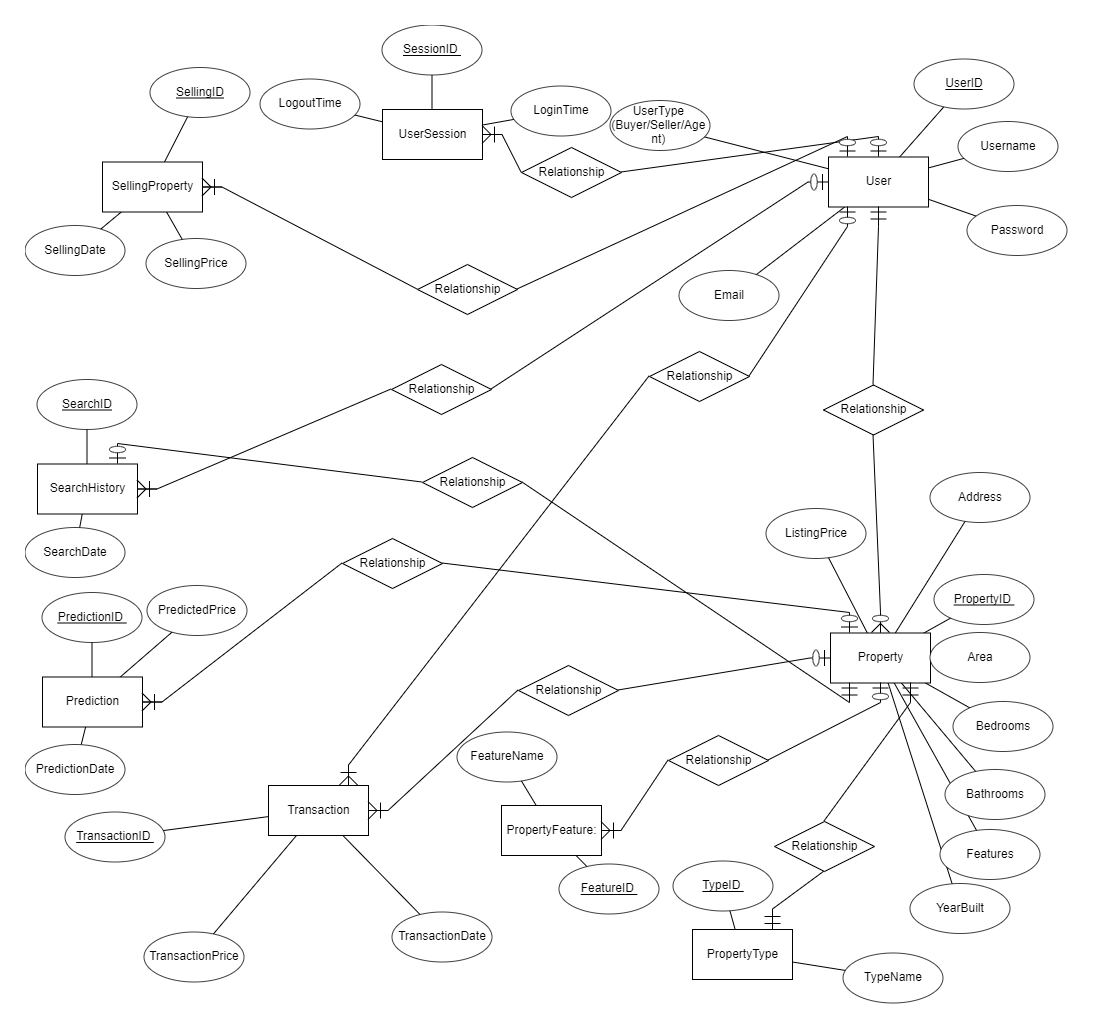 SessionID
UserID
SellingID
LogoutTime
LoginTime
UserType
(Buyer/Seller/Age
nt)
UserSession
Username
Relationship
User
SellingProperty
Password
SellingDate
SellingPrice
Relationship
Email
Relationship
Relationship
SearchID
Relationship
SearchHistory
Relationship
Address
ListingPrice
SearchDate
Relationship
PropertyID
PredictionID
PredictedPrice
Property
Area
Prediction
Relationship
Bedrooms
FeatureName
Relationship
PredictionDate
Bathrooms
Transaction
PropertyFeature:
TransactionID
Relationship
Features
FeatureID
TypeID
YearBuilt
TransactionDate
TransactionPrice
PropertyType
TypeName